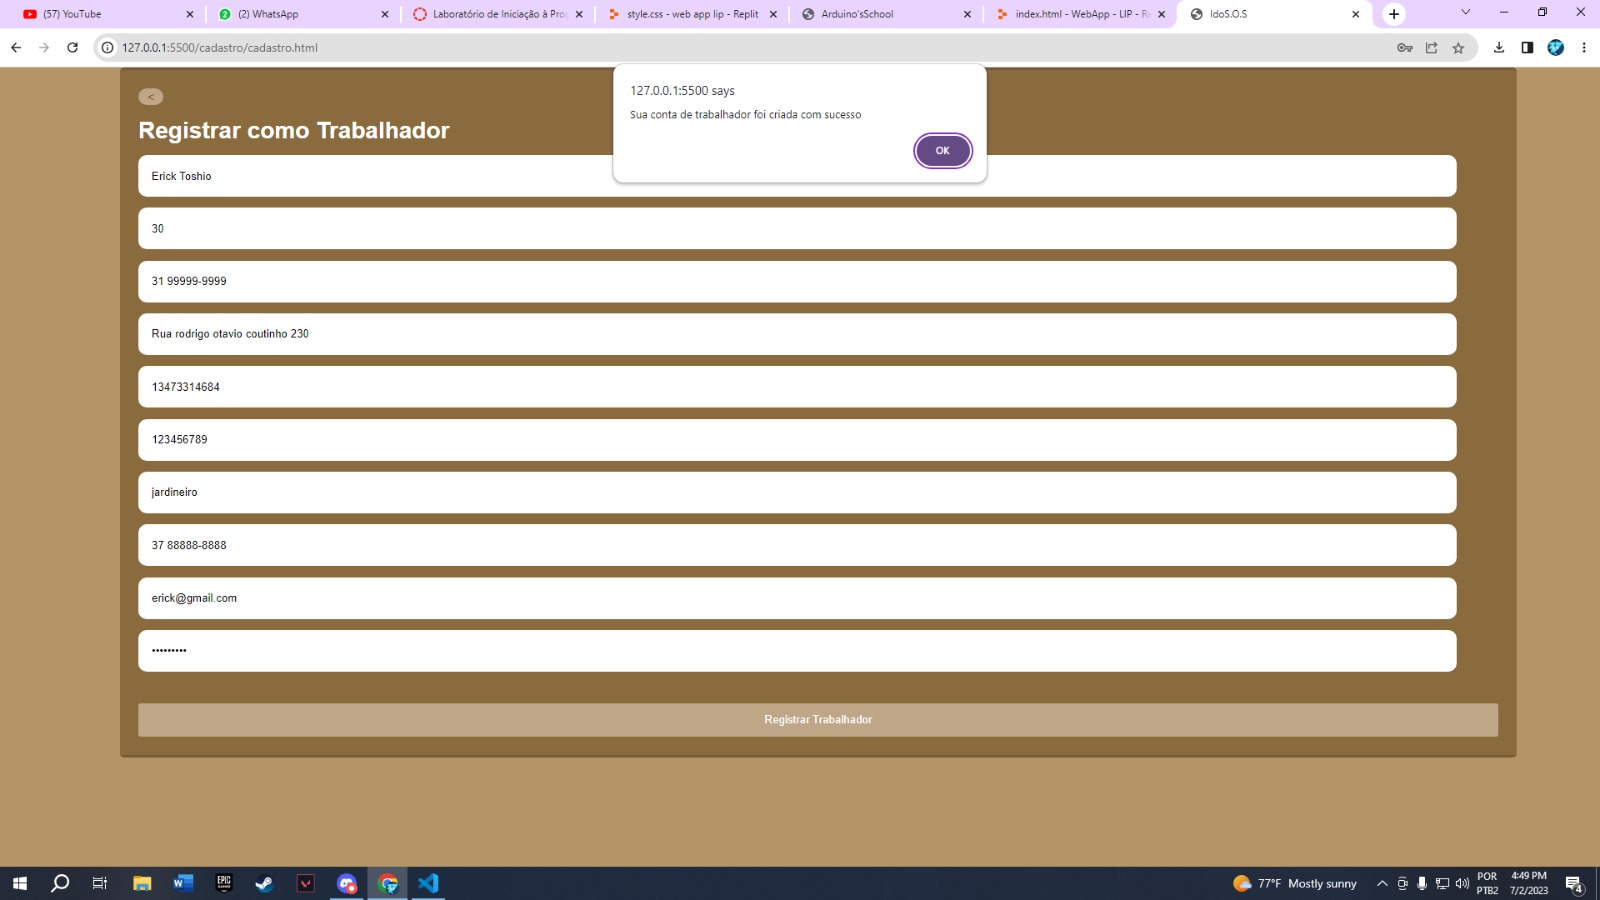 (57) YouTube
(2) WhatsApp
Laboratório de Iniciação à Prog
style.css - web app lip - Replit
Arduino'sSchool
index.html - WebApp - LIP - Re
IdoS.O.S
127.0.0.1:5500/cadastro/cadastro.html
127.0.0.1:5500 says
Sua conta de trabalhador foi criada com sucesso
OK
<
Registrar como Trabalhador
Erick Toshio
30
31 99999-9999
Rua rodrigo otavio coutinho 230
13473314684
123456789
jardineiro
37 88888-8888
erick@gmail.com
•••••••••
Registrar Trabalhador
EPIC GAMES
77°F Mostly sunny
POR
PTB2
4:49 PM
7/2/2023
4